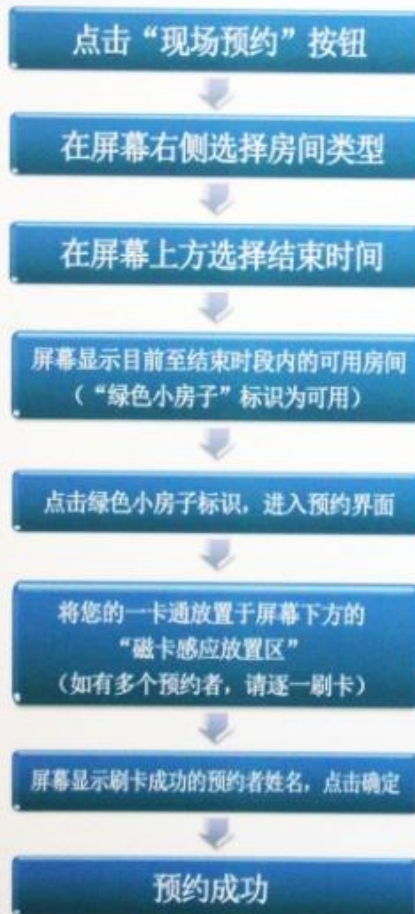 点击“现场预约”按钮
在屏幕右侧选择房间类型
在屏幕上方选择结束时间
屏幕显示目前至结束时段内的可用房间
（“绿色小房子”标识为可用）
点击绿色小房子标识，进入预约界面
将您的一卡通放置于屏幕下方的
“磁卡感应放置区”
（如有多个预约者，请逐一刷卡）
屏幕显示刷卡成功的预约者姓名，点击确定
预约成功